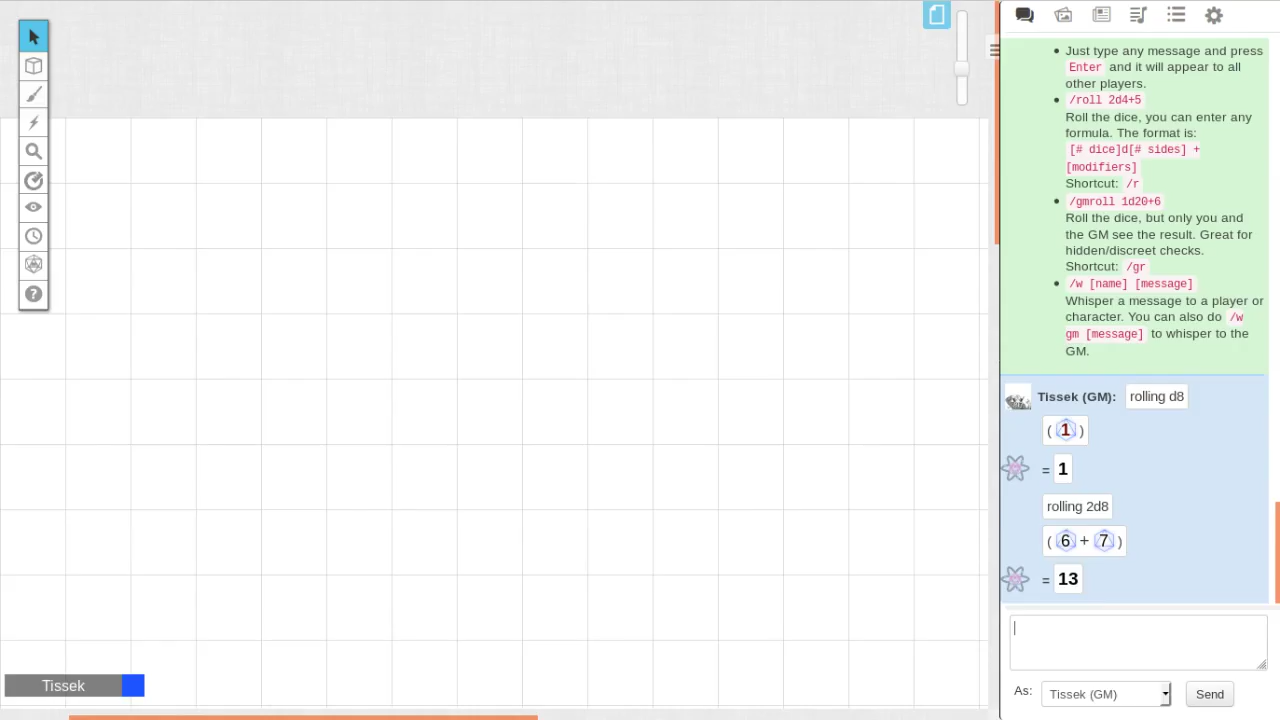 Just type any message and press
Enter and it will appear to all
other players.
/roll 2d4+5
Roll the dice, you can enter any
formula. The format is:
[# dice]d[# sides] +
[modifiers]
Shortcut: /r
/gmroll 1d20+6
Roll the dice, but only you and
the GM see the result. Great for
hidden/discreet checks.
Shortcut: /gr
/w [name] [message]
Whisper a message to a player or
character. You can also do /w
gm [message] to whisper to the
GM.
Tissek (GM): rolling d8
(1)
= 1
rolling 2d8
(6+7)
= 13
As: Tissek (GM) Send
Tissek